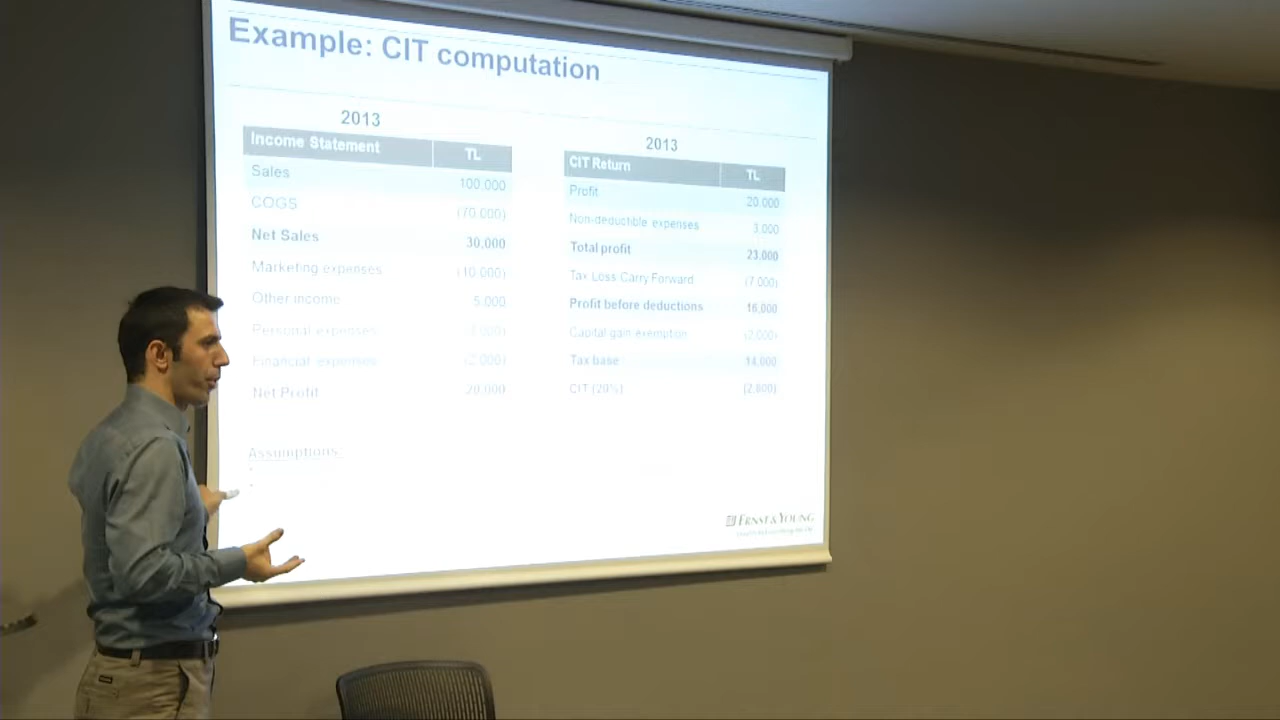 Example: CIT computation
2013
Income Statement TL
Sales 100,000
COGS (70,000)
Net Sales 30,000
Marketing expenses (10,000)
Other income 5,000
Personal expenses
Financial expenses (2,000)
Net Profit 20,000
Assumptions:
2013
CIT Return TL
Profit 20,000
Non-deductible expenses 3,000
Total profit 23,000
Tax Loss Carry Forward (7,000)
Profit before deductions 16,000
Capital gain exemption (2,000)
Tax base 14,000
CIT (20%) (2,800)
ERNST & YOUNG